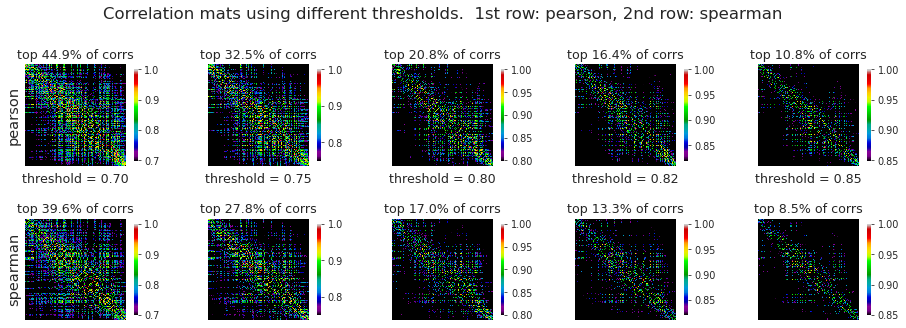 Correlation mats using different thresholds.  1st row: pearson, 2nd row: spearman
top 44.9% of corrs
top 32.5% of corrs
top 20.8% of corrs
top 16.4% of corrs
top 10.8% of corrs
pearson
1.0
0.9
0.8
0.7
1.0
0.9
0.8
1.00
0.95
0.90
0.85
0.80
1.00
0.95
0.90
0.85
1.00
0.95
0.90
0.85
threshold = 0.70
threshold = 0.75
threshold = 0.80
threshold = 0.82
threshold = 0.85
top 39.6% of corrs
top 27.8% of corrs
top 17.0% of corrs
top 13.3% of corrs
top 8.5% of corrs
spearman
1.0
0.9
0.8
0.7
1.0
0.9
0.8
1.00
0.95
0.90
0.85
0.80
1.00
0.95
0.90
0.85
1.00
0.95
0.90
0.85